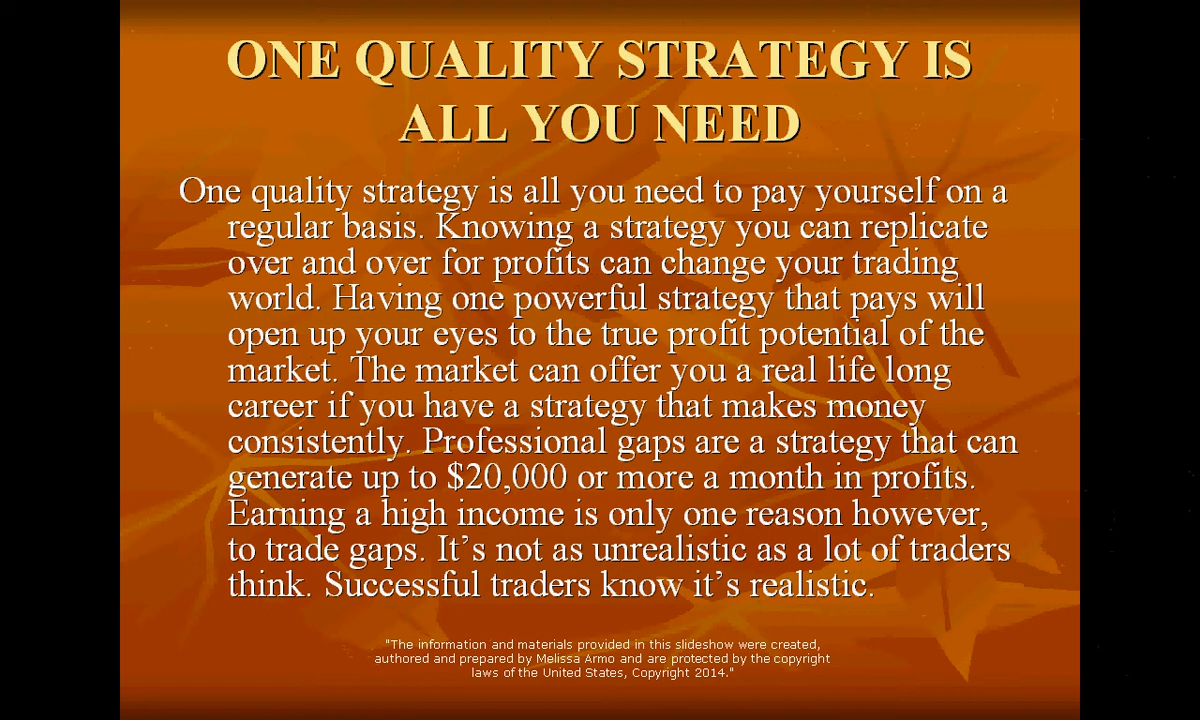 ONE QUALITY STRATEGY IS
ALL YOU NEED
One quality strategy is all you need to pay yourself on a
regular basis. Knowing a strategy you can replicate
over and over for profits can change your trading
world. Having one powerful strategy that pays will
open up your eyes to the true profit potential of the
market. The market can offer you a real life long
career if you have a strategy that makes money
consistently. Professional gaps are a strategy that can
generate up to $20,000 or more a month in profits.
Earning a high income is only one reason however,
to trade gaps. It’s not as unrealistic as a lot of traders
think. Successful traders know it’s realistic.
"The information and materials provided in this slideshow were created,
authored and prepared by Melissa Armo and are protected by the copyright
laws of the United States, Copyright 2014."